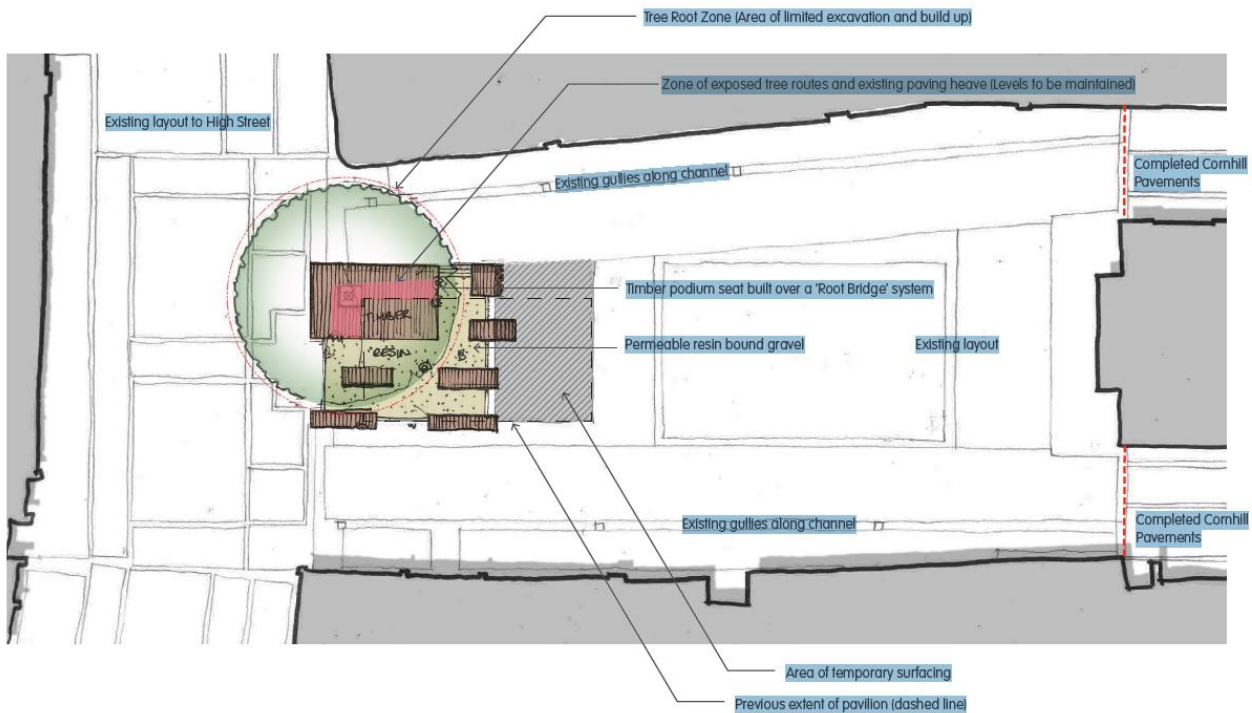 Tree Root Zone (Area of limited excavation and build up)
Zone of exposed tree routes and existing paving heave (Levels to be maintained)
Existing layout to High Street
Existing gullies along channel
Completed Cornhill
Pavements
Timber podium seat built over a 'Root Bridge' system
TIMBER
Permeable resin bound gravel
Existing layout
RESIN
Existing gullies along channel
Completed Cornhill
Pavements
Area of temporary surfacing
Previous extent of pavilion (dashed line)